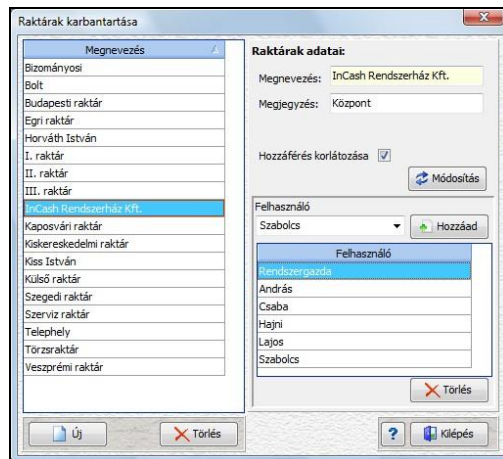 Raktárak karbantartása
Megnevezés
Bizományosi
Bolt
Budapesti raktár
Egri raktár
Horváth István
I. raktár
II. raktár
III. raktár
InCash Rendszerház Kft.
Kaposvári raktár
Kiskereskedelmi raktár
Kiss István
Külső raktár
Szegedi raktár
Szerviz raktár
Telephely
Törzsraktár
Veszprémi raktár
Új
Törlés
Raktárak adatai:
Megnevezés: InCash Rendszerház Kft.
Megjegyzés: Központ
Hozzáférés korlátozása
Módosítás
Felhasználó
Szabolcs
Hozzáad
Felhasználó
Rendszergazda
András
Csaba
Hajni
Lajos
Szabolcs
Törlés
?
Kilépés